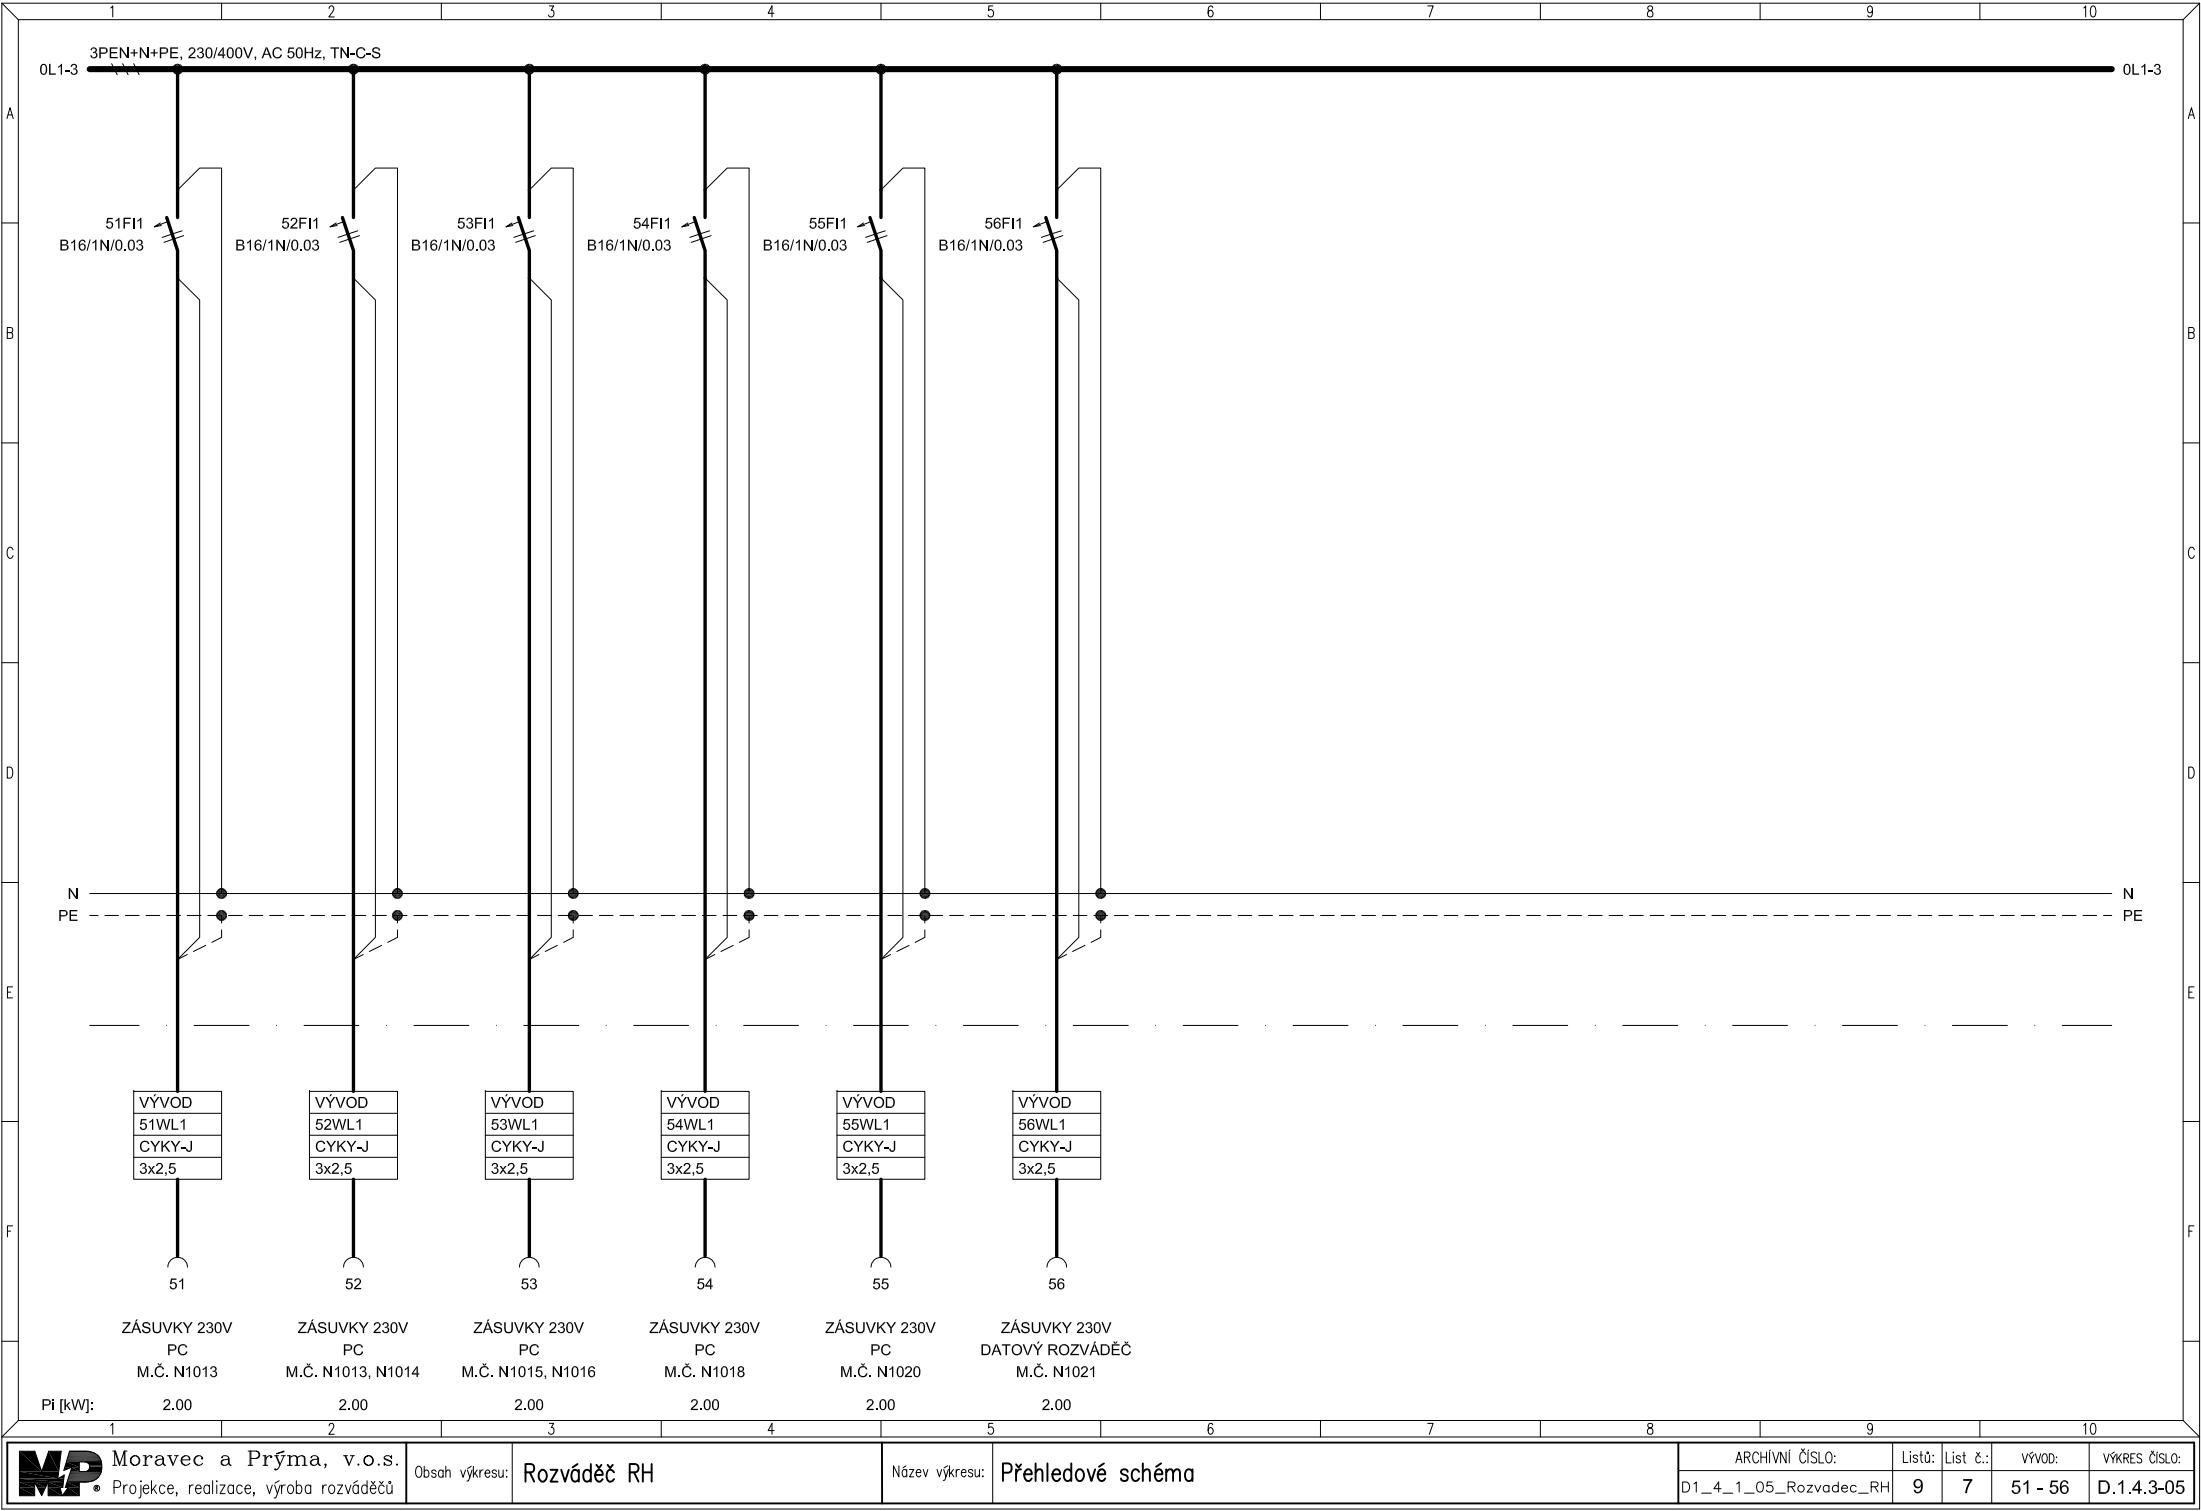 1 2 3 4 5 6 7 8 9 10
3PEN+N+PE, 230/400V, AC 50Hz, TN-C-S
0L1-3 0L1-3
A A
51FI1 52FI1 53FI1 54FI1 55FI1 56FI1
B16/1N/0.03 B16/1N/0.03 B16/1N/0.03 B16/1N/0.03 B16/1N/0.03 B16/1N/0.03
B B
C C
D D
N N
PE PE
E E
VÝVOD VÝVOD VÝVOD VÝVOD VÝVOD VÝVOD
51WL1 52WL1 53WL1 54WL1 55WL1 56WL1
CYKY-J CYKY-J CYKY-J CYKY-J CYKY-J CYKY-J
3x2,5 3x2,5 3x2,5 3x2,5 3x2,5 3x2,5
F F
51 52 53 54 55 56
ZÁSUVKY 230V ZÁSUVKY 230V ZÁSUVKY 230V ZÁSUVKY 230V ZÁSUVKY 230V ZÁSUVKY 230V
PC PC PC PC PC DATOVÝ ROZVÁDĚČ
M.Č. N1013 M.Č. N1013, N1014 M.Č. N1015, N1016 M.Č. N1018 M.Č. N1020 M.Č. N1021
Pi [kW]: 2.00 2.00 2.00 2.00 2.00 2.00
1 2 3 4 5 6 7 8 9 10
MP Moravec a Prýma, v.o.s.
Projekce, realizace, výroba rozváděčů
Obsah výkresu: Rozváděč RH
Název výkresu: Přehledové schéma
ARCHÍVNÍ ČÍSLO: Listů: List č.: VÝVOD: VÝKRES ČÍSLO:
D1_4_1_05_Rozvadec_RH 9 7 51 - 56 D.1.4.3-05